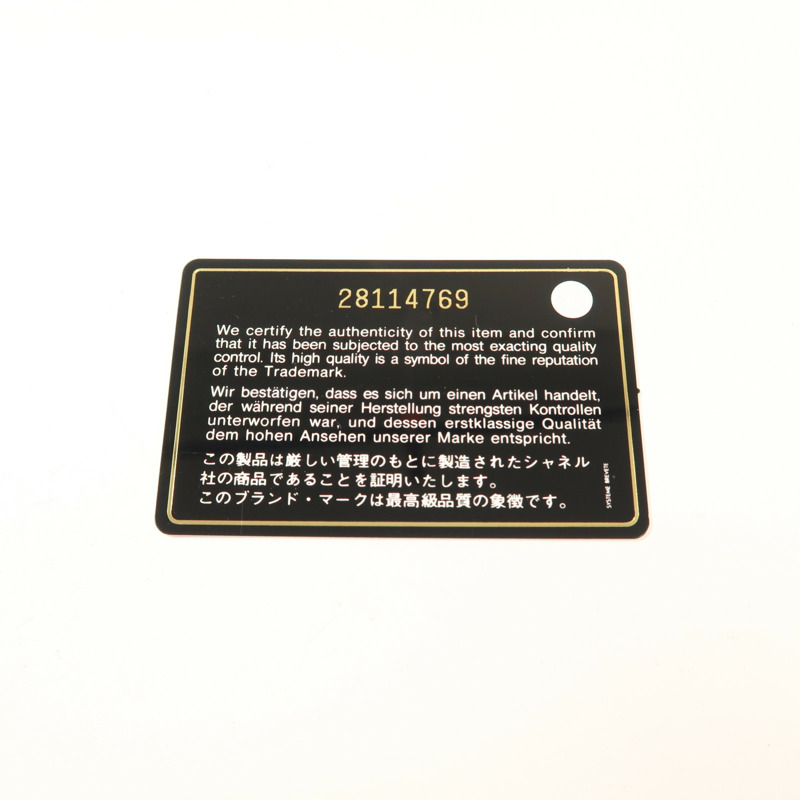 28114769
We certify the authenticity of this item and confirm
that it has been subjected to the most exacting quality
control. Its high quality is a symbol of the fine reputation
of the Trademark.
Wir bestätigen, dass es sich um einen Artikel handelt,
der während seiner Herstellung strengsten Kontrollen
unterworfen war, und dessen erstklassige Qualität
dem hohen Ansehen unserer Marke entspricht.
この製品は厳しい管理のもとに製造されたシャネル
社の商品であることを証明いたします。
このブランド・マークは最高級品質の象徴です。
SYSTEME BREVETE